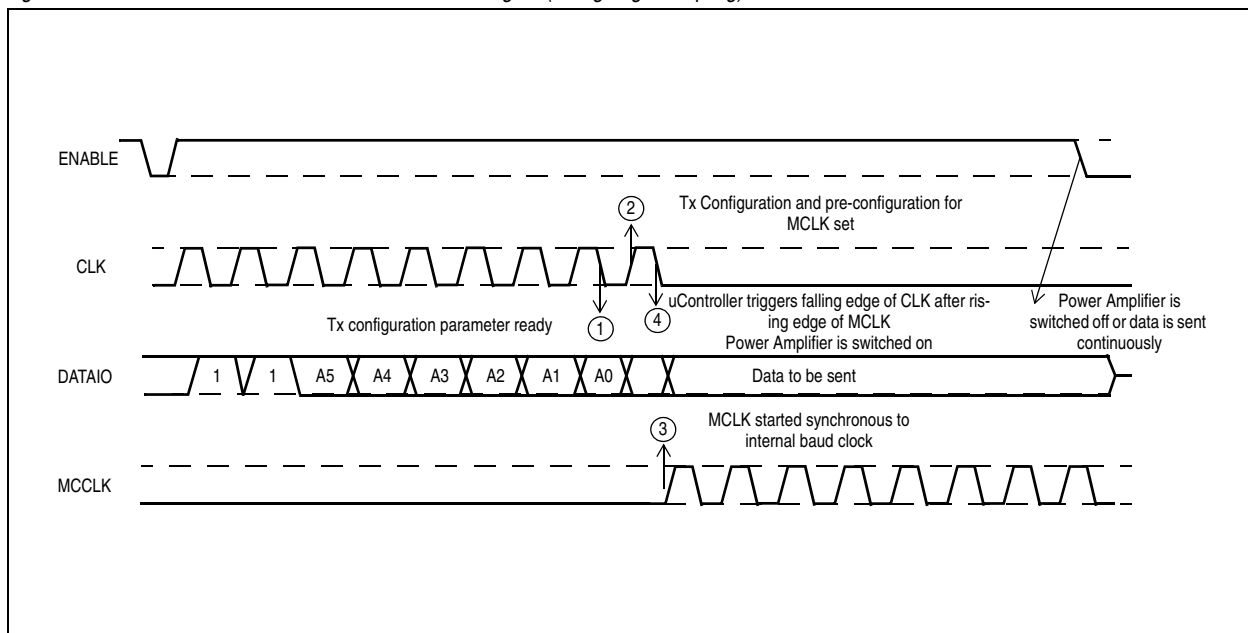 ENABLE
2
Tx Configuration and pre-configuration for
MCLK set
CLK
Tx configuration parameter ready
1
4
uController triggers falling edge of CLK after ris-
ing edge of MCLK
Power Amplifier is switched on
Power Amplifier is
switched off or data is sent
continuously
DATAIO
1 1 A5 A4 A3 A2 A1 A0 Data to be sent
3
MCLK started synchronous to
internal baud clock
MCCLK